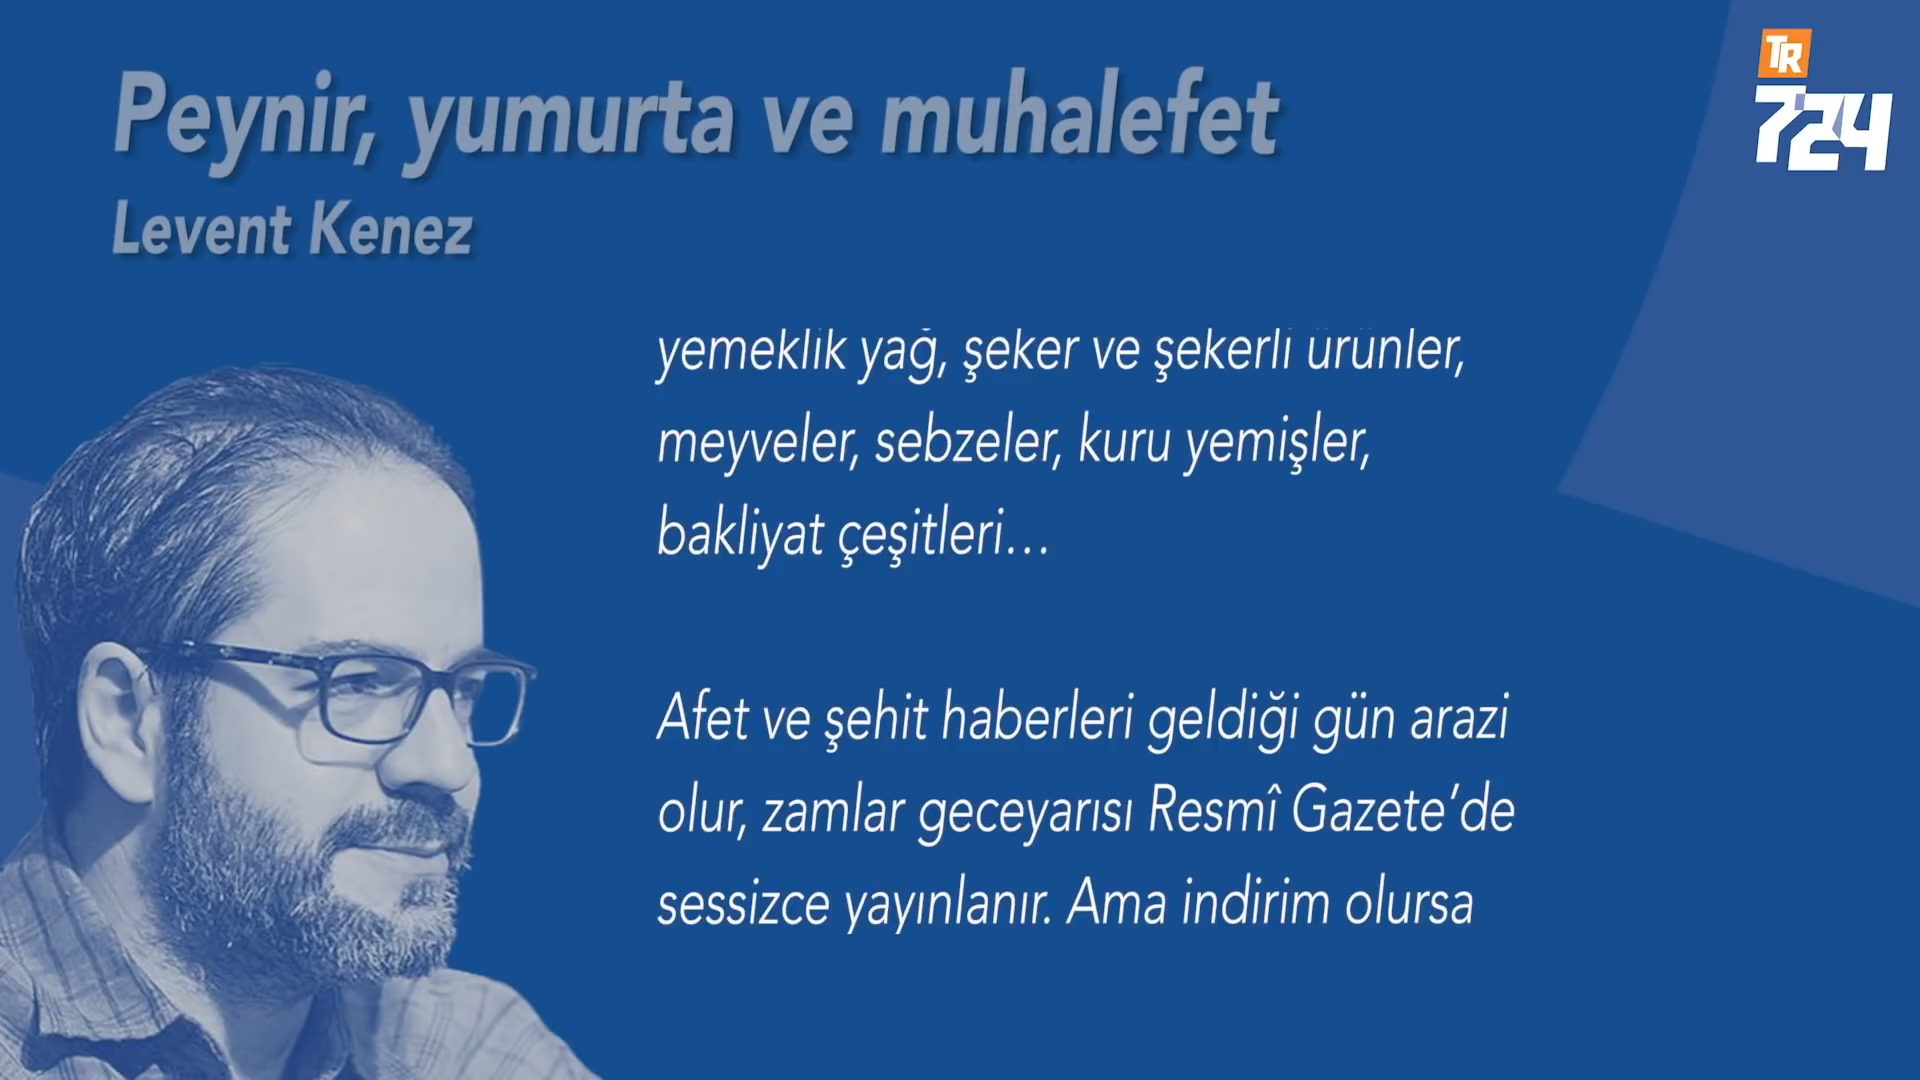 Peynir, yumurta ve muhalefet
Levent Kenez
TR
724
yemeklik yağ, şeker ve şekerli ürünler,
meyveler, sebzeler, kuru yemişler,
bakliyat çeşitleri…
Afet ve şehit haberleri geldiği gün arazi
olur, zamlar geceyarısı Resmî Gazete’de
sessizce yayınlanır. Ama indirim olursa